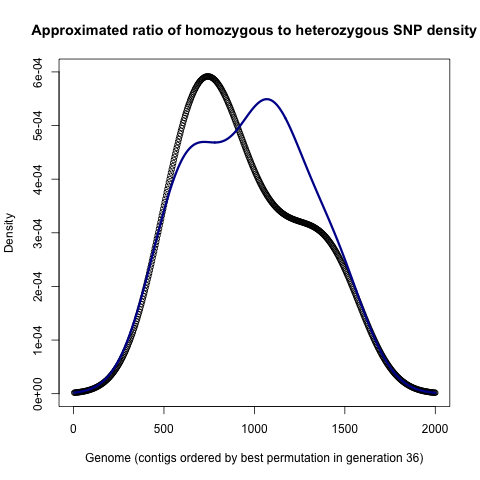 Approximated ratio of homozygous to heterozygous SNP density
Density
6e-04
5e-04
4e-04
3e-04
2e-04
1e-04
0e+00
0 500 1000 1500 2000
Genome (contigs ordered by best permutation in generation 36)